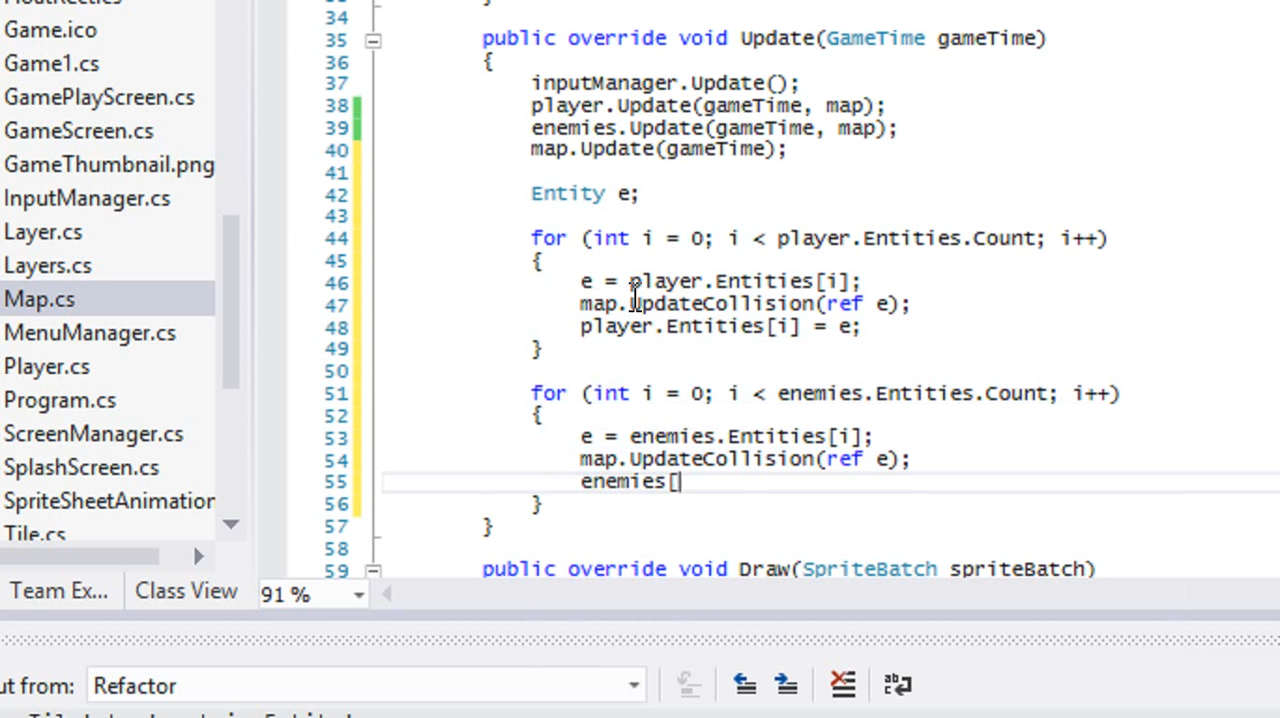 Game.ico
Game1.cs
GamePlayScreen.cs
GameScreen.cs
GameThumbnail.png
InputManager.cs
Layer.cs
Layers.cs
Map.cs
MenuManager.cs
Player.cs
Program.cs
ScreenManager.cs
SplashScreen.cs
SpriteSheetAnimation
Tile.cs
Team Ex... Class View
34
35 public override void Update(GameTime gameTime)
36 {
37 inputManager.Update();
38 player.Update(gameTime, map);
39 enemies.Update(gameTime, map);
40 map.Update(gameTime);
41
42 Entity e;
43
44 for (int i = 0; i < player.Entities.Count; i++)
45 {
46 e = player.Entities[i];
47 map.UpdateCollision(ref e);
48 player.Entities[i] = e;
49 }
50
51 for (int i = 0; i < enemies.Entities.Count; i++)
52 {
53 e = enemies.Entities[i];
54 map.UpdateCollision(ref e);
55 enemies[
56 }
57 }
58
59 public override void Draw(SpriteBatch spriteBatch)
91 %
ut from: Refactor